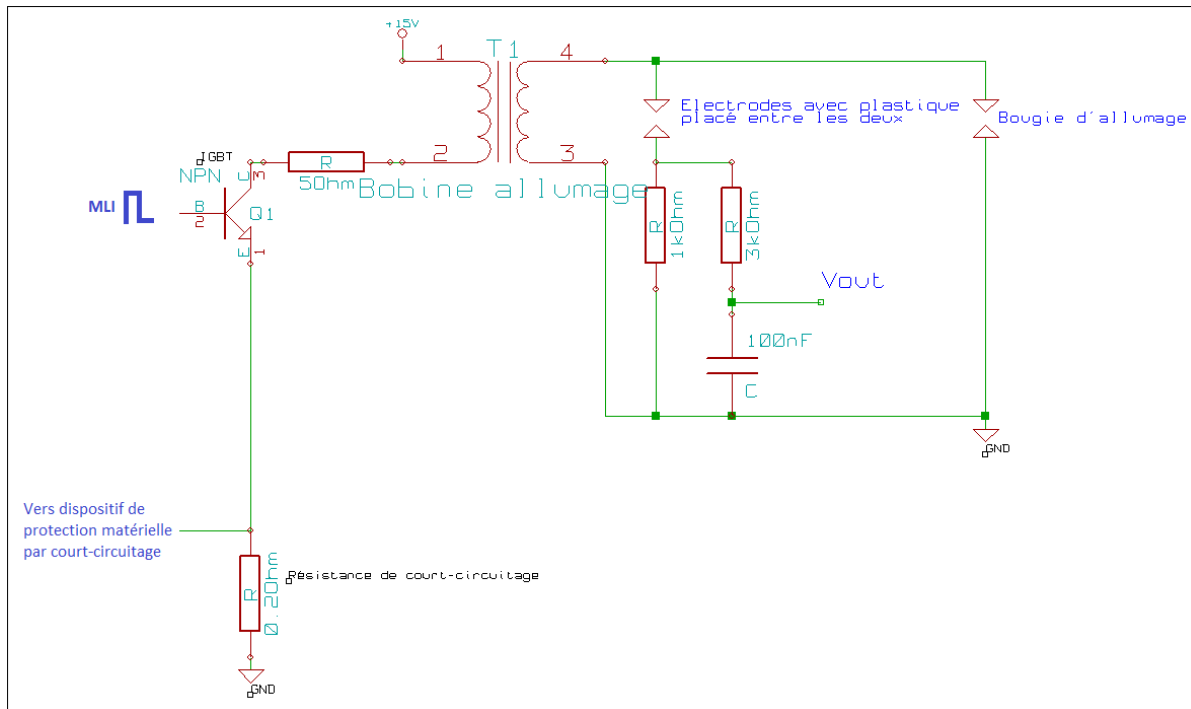 +15V
1
T1
4
Electrodes avec plastique
placé entre les deux
Bougie d'allumage
IGBT
NPN
C
3
R
50hm
2
3
Bobine allumage
MLI
B
2
Q1
E
1
R
1kOhm
R
3kOhm
Vout
100nF
C
GND
Vers dispositif de
protection matérielle
par court-circuitage
R
0.20hm
Résistance de court-circuitage
GND